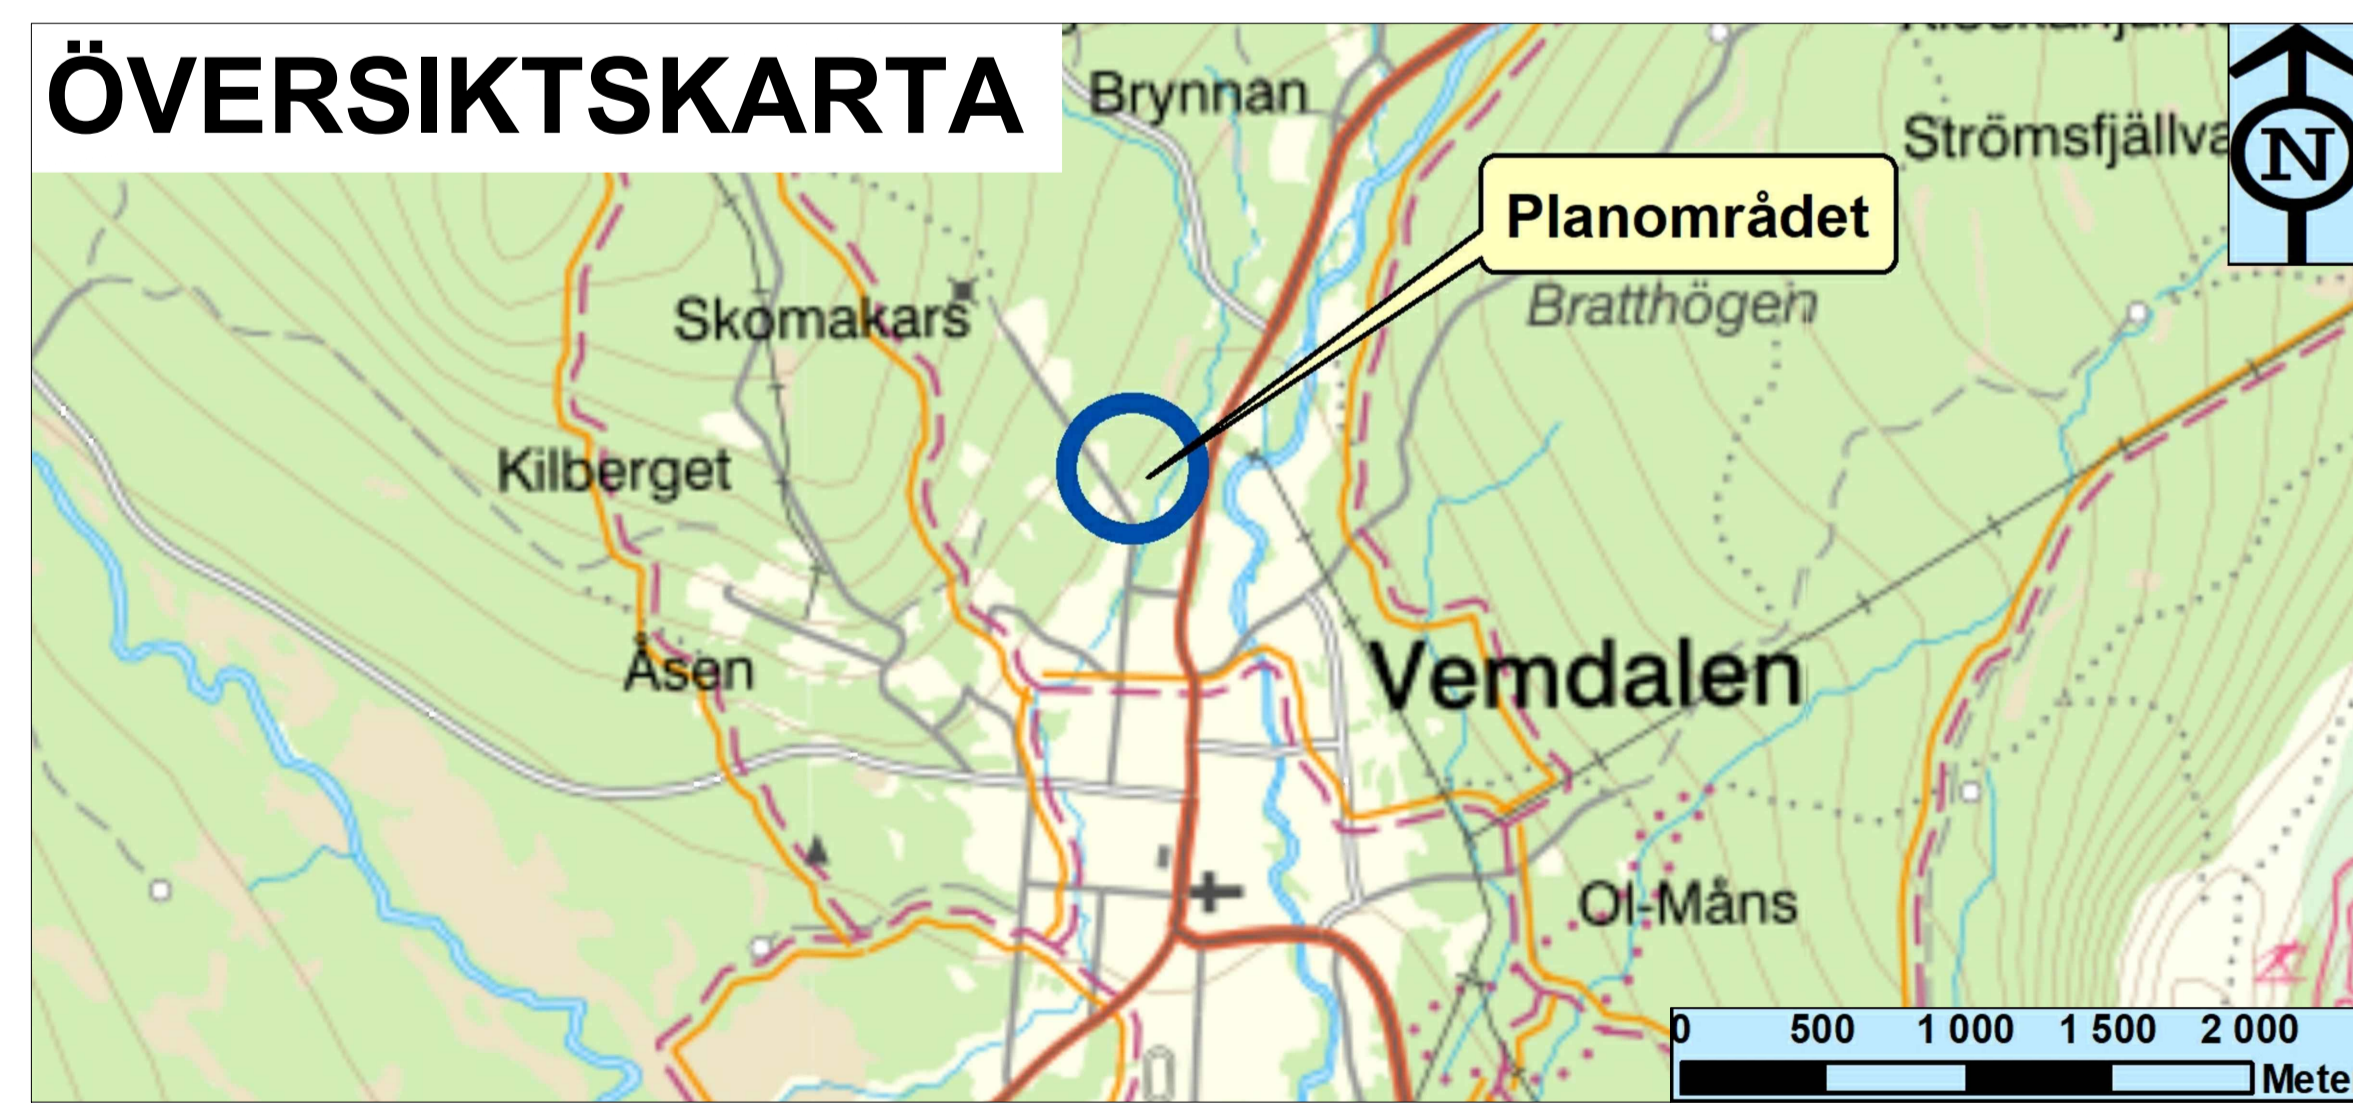 ÖVERSIKTSKARTA
Brynnan
Strömsfjällva
N
Planområdet
Bratthögen
Skomakars
Kilberget
Åsen
Vemdalen
Ol-Måns
0 500 1 000 1 500 2 000
Mete